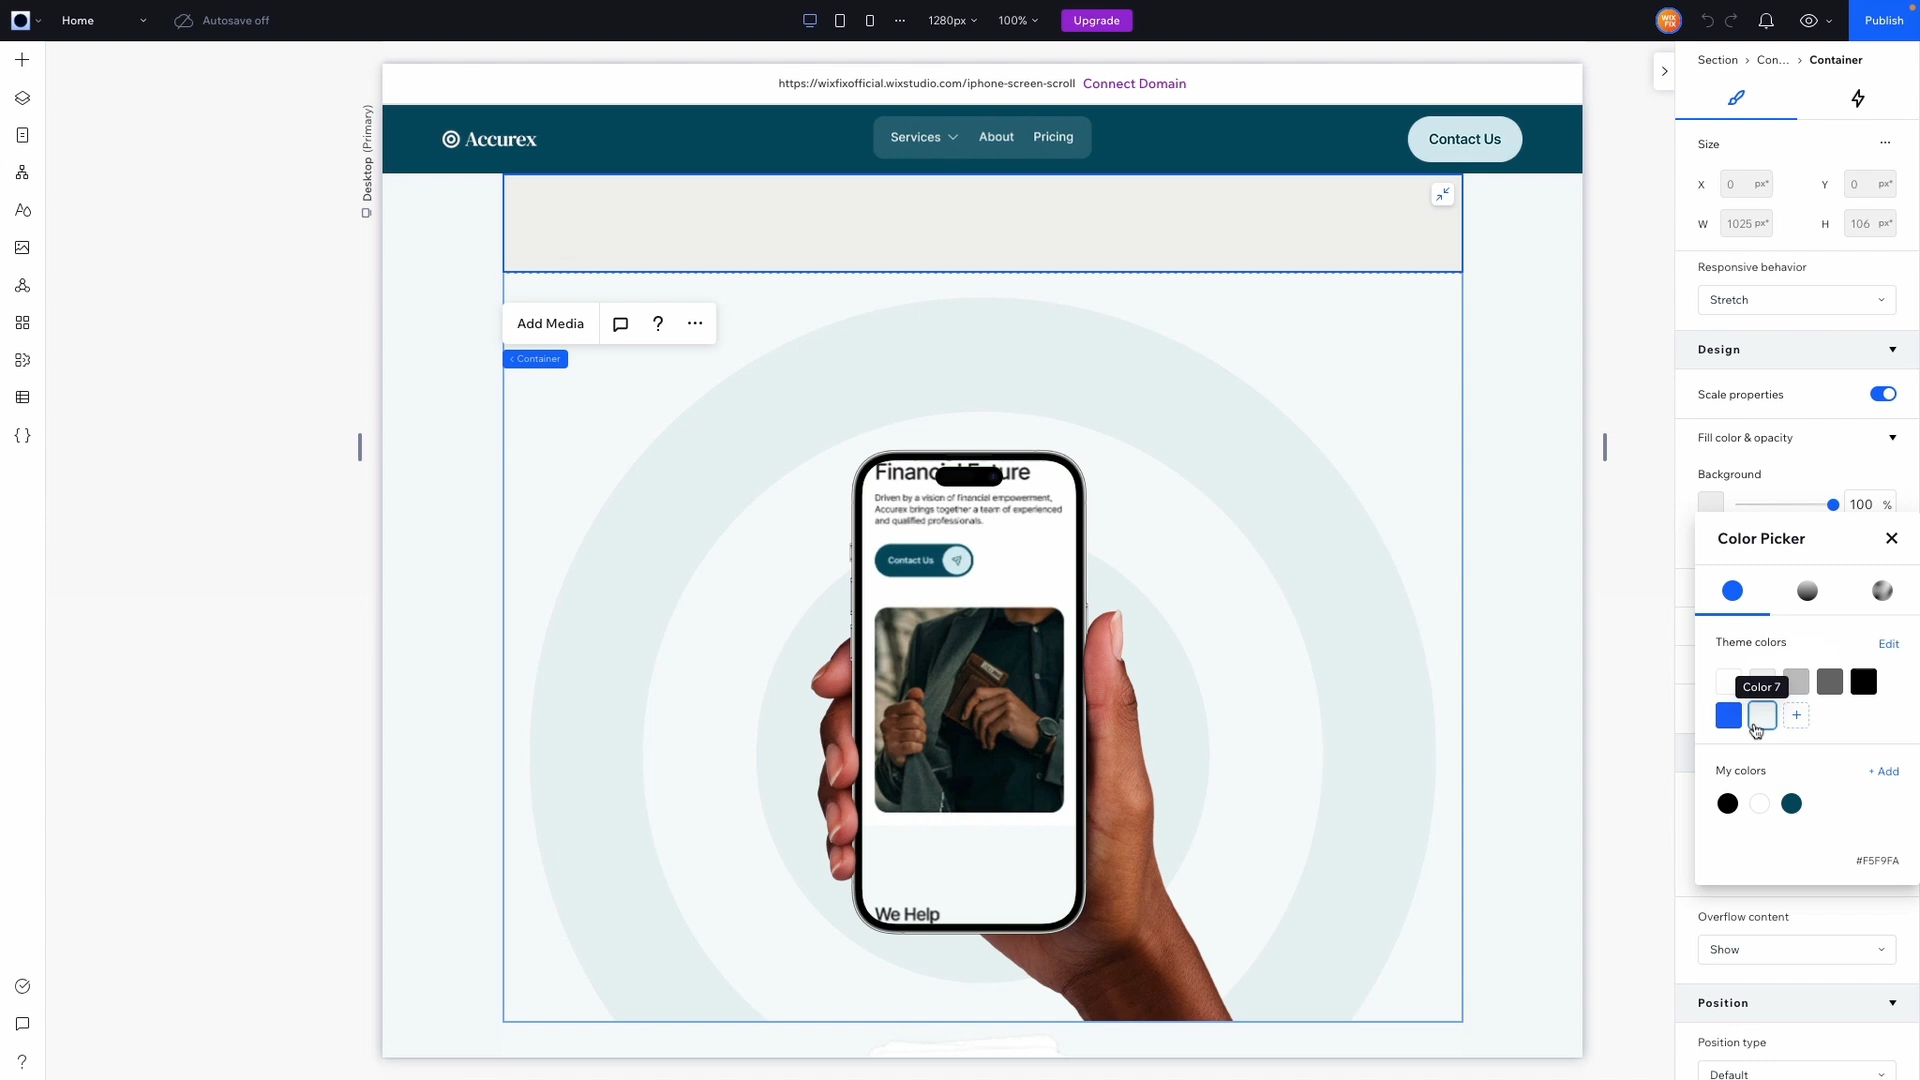 Home
Autosave off
1280px
100%
Upgrade
WIX FIX
Publish
https://wixfixofficial.wixstudio.com/iphone-screen-scroll Connect Domain
Desktop (Primary)
Accurex
Services
About
Pricing
Contact Us
Add Media
?
< Container
Driven by a vision of financial empowerment,
Accurex brings together a team of experienced
and qualified professionals.
Contact Us
We Help
Section > Con... > Container
Size
X 0 px* Y 0 px*
W 1025 px* H 106 px*
Responsive behavior
Stretch
Design
Scale properties
Fill color & opacity
Background
100 %
Color Picker
Theme colors
Edit
Color 7
+
My colors
+ Add
#F5F9FA
Overflow content
Show
Position
Position type
Default
?